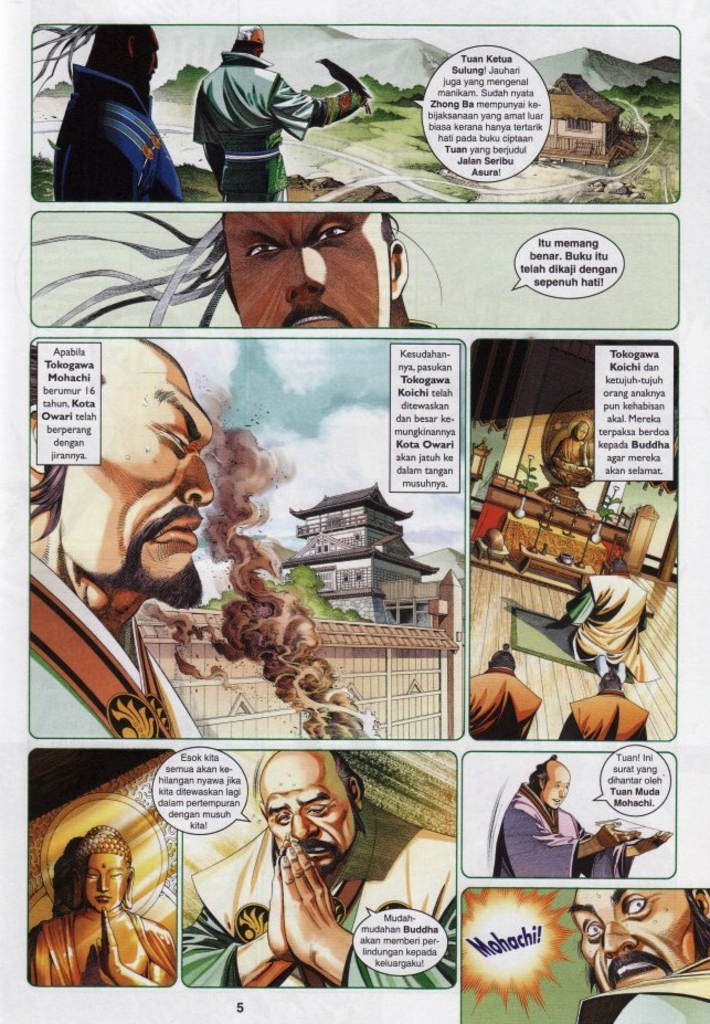 Tuan Ketua
Sulung! Jauhari
juga yang mengenal
manikam. Sudah nyata
Zhong Ba mempunyai ke-
bijaksanaan yang amat luar
biasa kerana hanya tertarik
hati pada buku ciptaan
Tuan yang berjudul
Jalan Seribu
Asura!
Itu memang
benar. Buku itu
telah dikaji dengan
sepenuh hati!
Apabila
Tokogawa
Mohachi
berumur 16
tahun, Kota
Owari telah
berperang
dengan
jirannya.
Kesudahan-
nya, pasukan
Tokogawa
Koichi telah
ditewaskan
dan besar ke-
mungkinannya
Kota Owari
akan jatuh ke
dalam tangan
musuhnya.
Tokogawa
Koichi dan
ketujuh-tujuh
orang anaknya
pun kehabisan
akal. Mereka
terpaksa berdoa
kepada Buddha
agar mereka
akan selamat.
Esok kita
semua akan ke-
hilangan nyawa jika
kita ditewaskan lagi
dalam pertempuran
dengan musuh
kita!
Mudah-
mudahan Buddha
akan memberi per-
lindungan kepada
keluargaku!
Tuan! Ini
surat yang
dihantar oleh
Tuan Muda
Mohachi.
Mohachi!
5